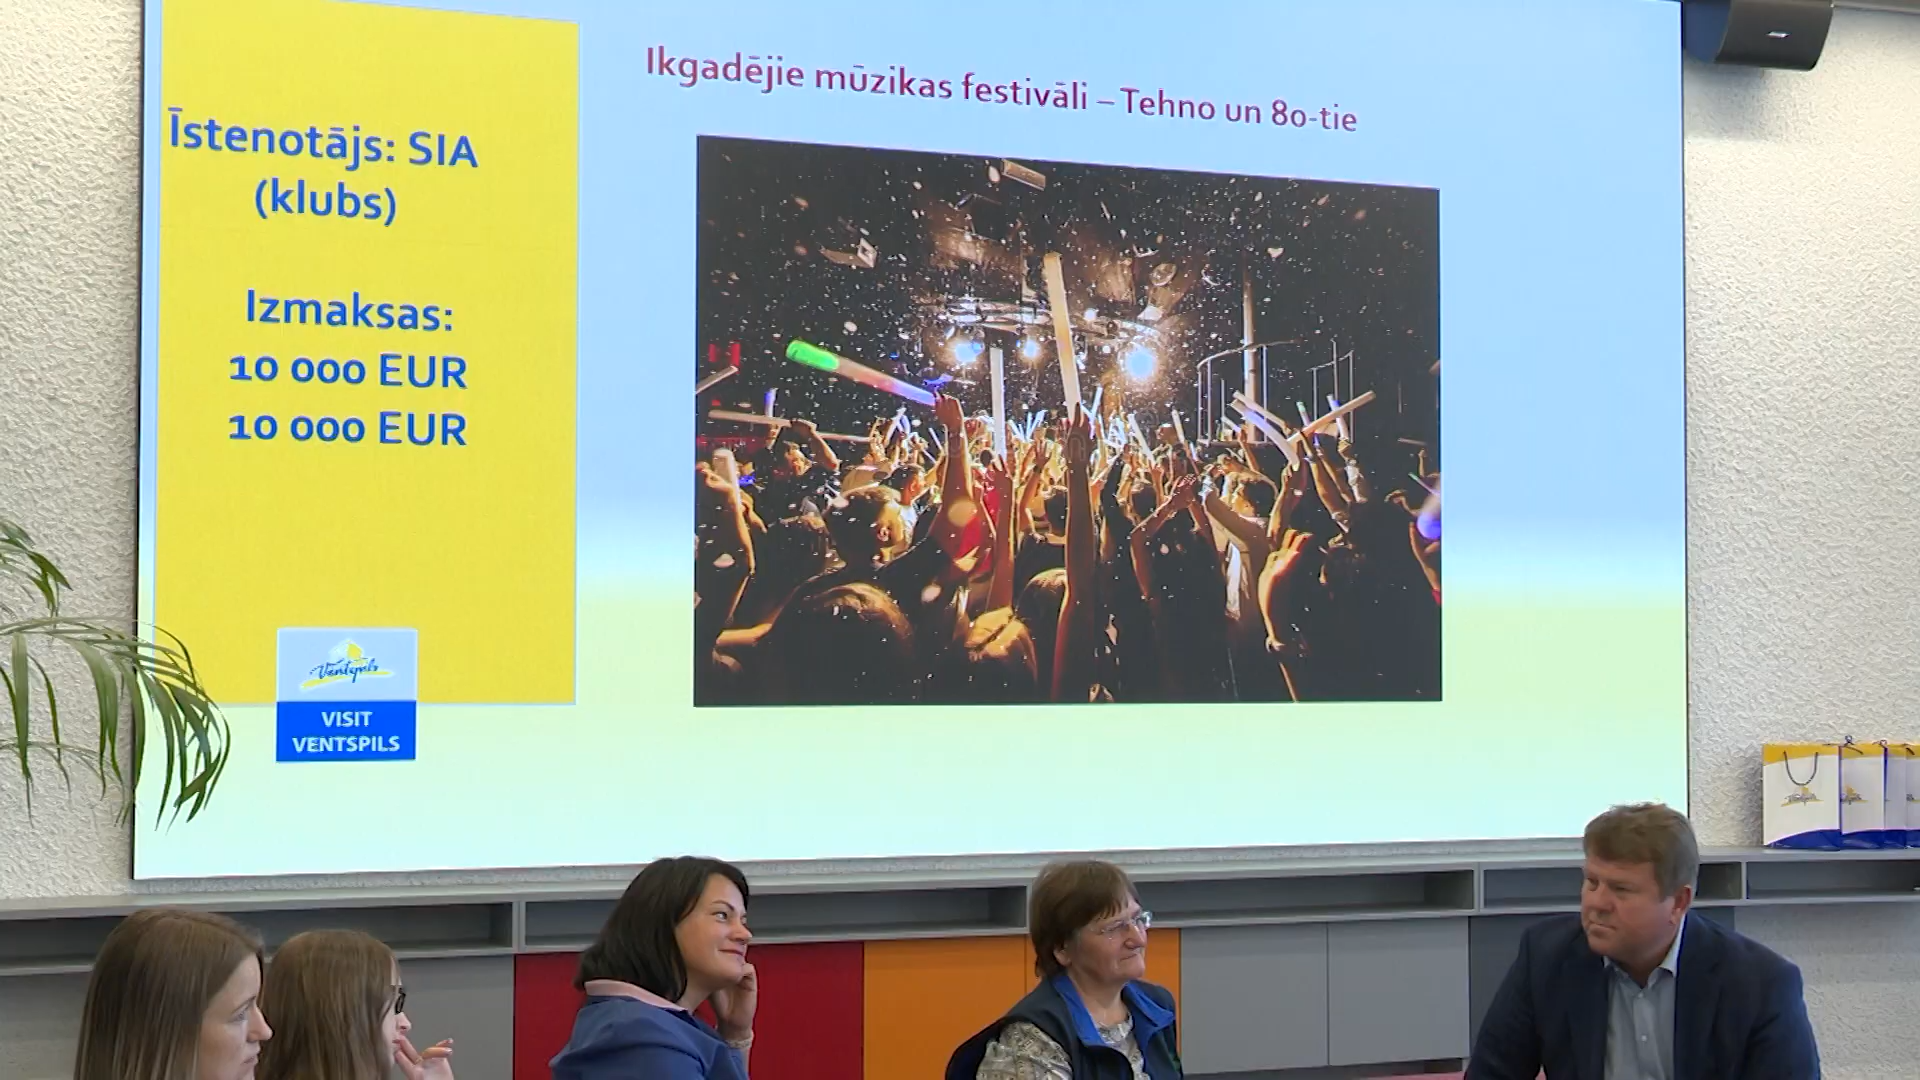 Ikgadējie mūzikas festivāli – Tehno un 80-tie
Īstenotājs: SIA
(klubs)
Izmaksas:
10 000 EUR
10 000 EUR
Ventspils
VISIT
VENTSPILS